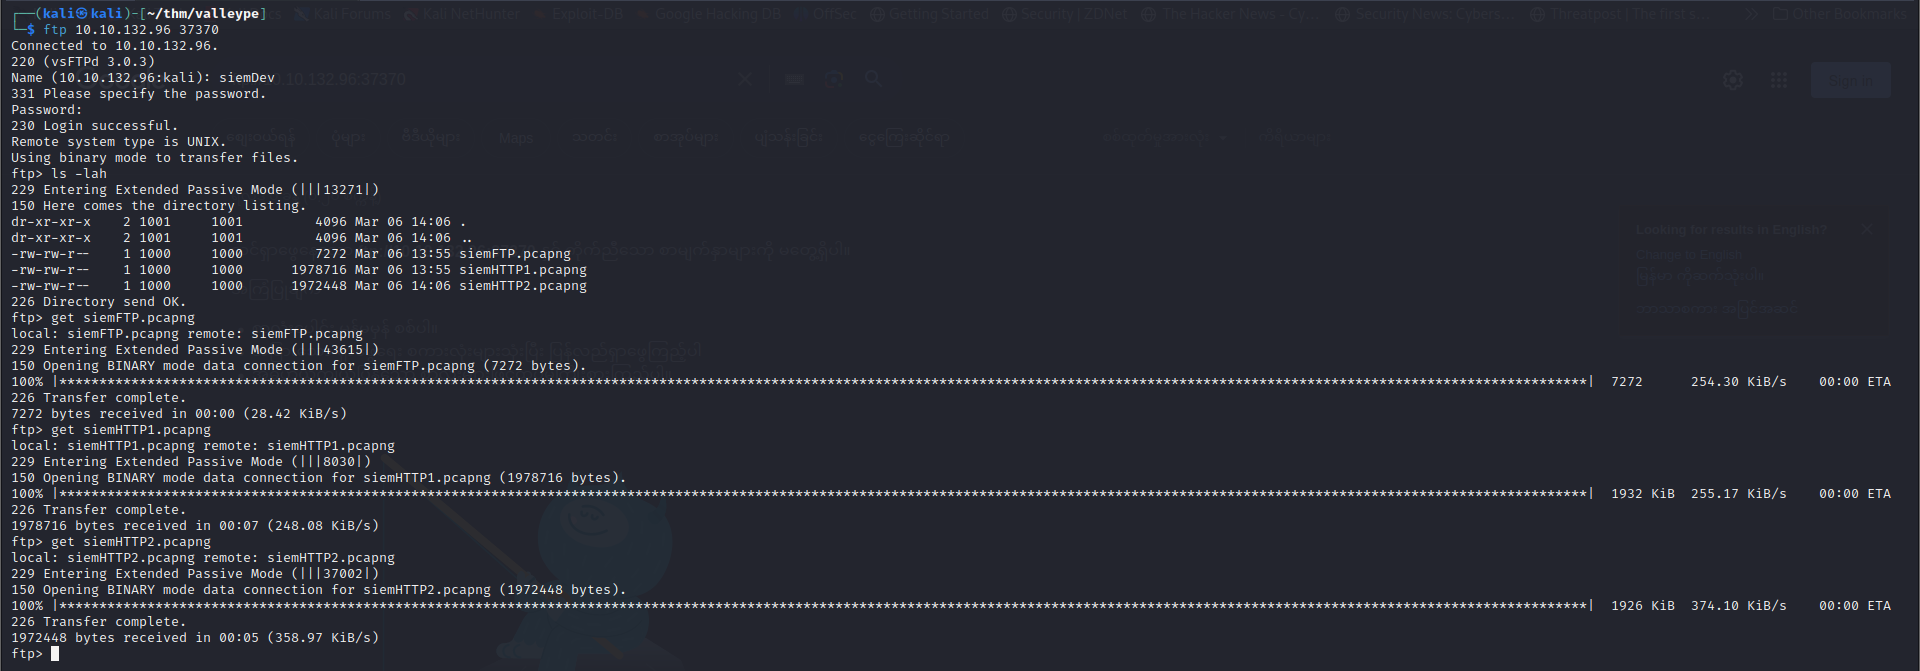 ┌──(kali㉿kali)-[~/thm/valleype]
└─$ ftp 10.10.132.96 37370
Connected to 10.10.132.96.
220 (vsFTPd 3.0.3)
Name (10.10.132.96:kali): siemDev
331 Please specify the password.
Password:
230 Login successful.
Remote system type is UNIX.
Using binary mode to transfer files.
ftp> ls -lah
229 Entering Extended Passive Mode (|||13271|)
150 Here comes the directory listing.
dr-xr-xr-x    2 1001     1001         4096 Mar 06 14:06 .
dr-xr-xr-x    2 1001     1001         4096 Mar 06 14:06 ..
-rw-rw-r--    1 1000     1000         7272 Mar 06 13:55 siemFTP.pcapng
-rw-rw-r--    1 1000     1000      1978716 Mar 06 13:55 siemHTTP1.pcapng
-rw-rw-r--    1 1000     1000      1972448 Mar 06 14:06 siemHTTP2.pcapng
226 Directory send OK.
ftp> get siemFTP.pcapng
local: siemFTP.pcapng remote: siemFTP.pcapng
229 Entering Extended Passive Mode (|||43615|)
150 Opening BINARY mode data connection for siemFTP.pcapng (7272 bytes).
100% |***********************************************************************************************************************************************************************************************| 7272 254.30 KiB/s 00:00 ETA
226 Transfer complete.
7272 bytes received in 00:00 (28.42 KiB/s)
ftp> get siemHTTP1.pcapng
local: siemHTTP1.pcapng remote: siemHTTP1.pcapng
229 Entering Extended Passive Mode (|||8030|)
150 Opening BINARY mode data connection for siemHTTP1.pcapng (1978716 bytes).
100% |***********************************************************************************************************************************************************************************************| 1932 KiB 255.17 KiB/s 00:00 ETA
226 Transfer complete.
1978716 bytes received in 00:07 (248.08 KiB/s)
ftp> get siemHTTP2.pcapng
local: siemHTTP2.pcapng remote: siemHTTP2.pcapng
229 Entering Extended Passive Mode (|||37002|)
150 Opening BINARY mode data connection for siemHTTP2.pcapng (1972448 bytes).
100% |***********************************************************************************************************************************************************************************************| 1926 KiB 374.10 KiB/s 00:00 ETA
226 Transfer complete.
1972448 bytes received in 00:05 (358.97 KiB/s)
ftp>